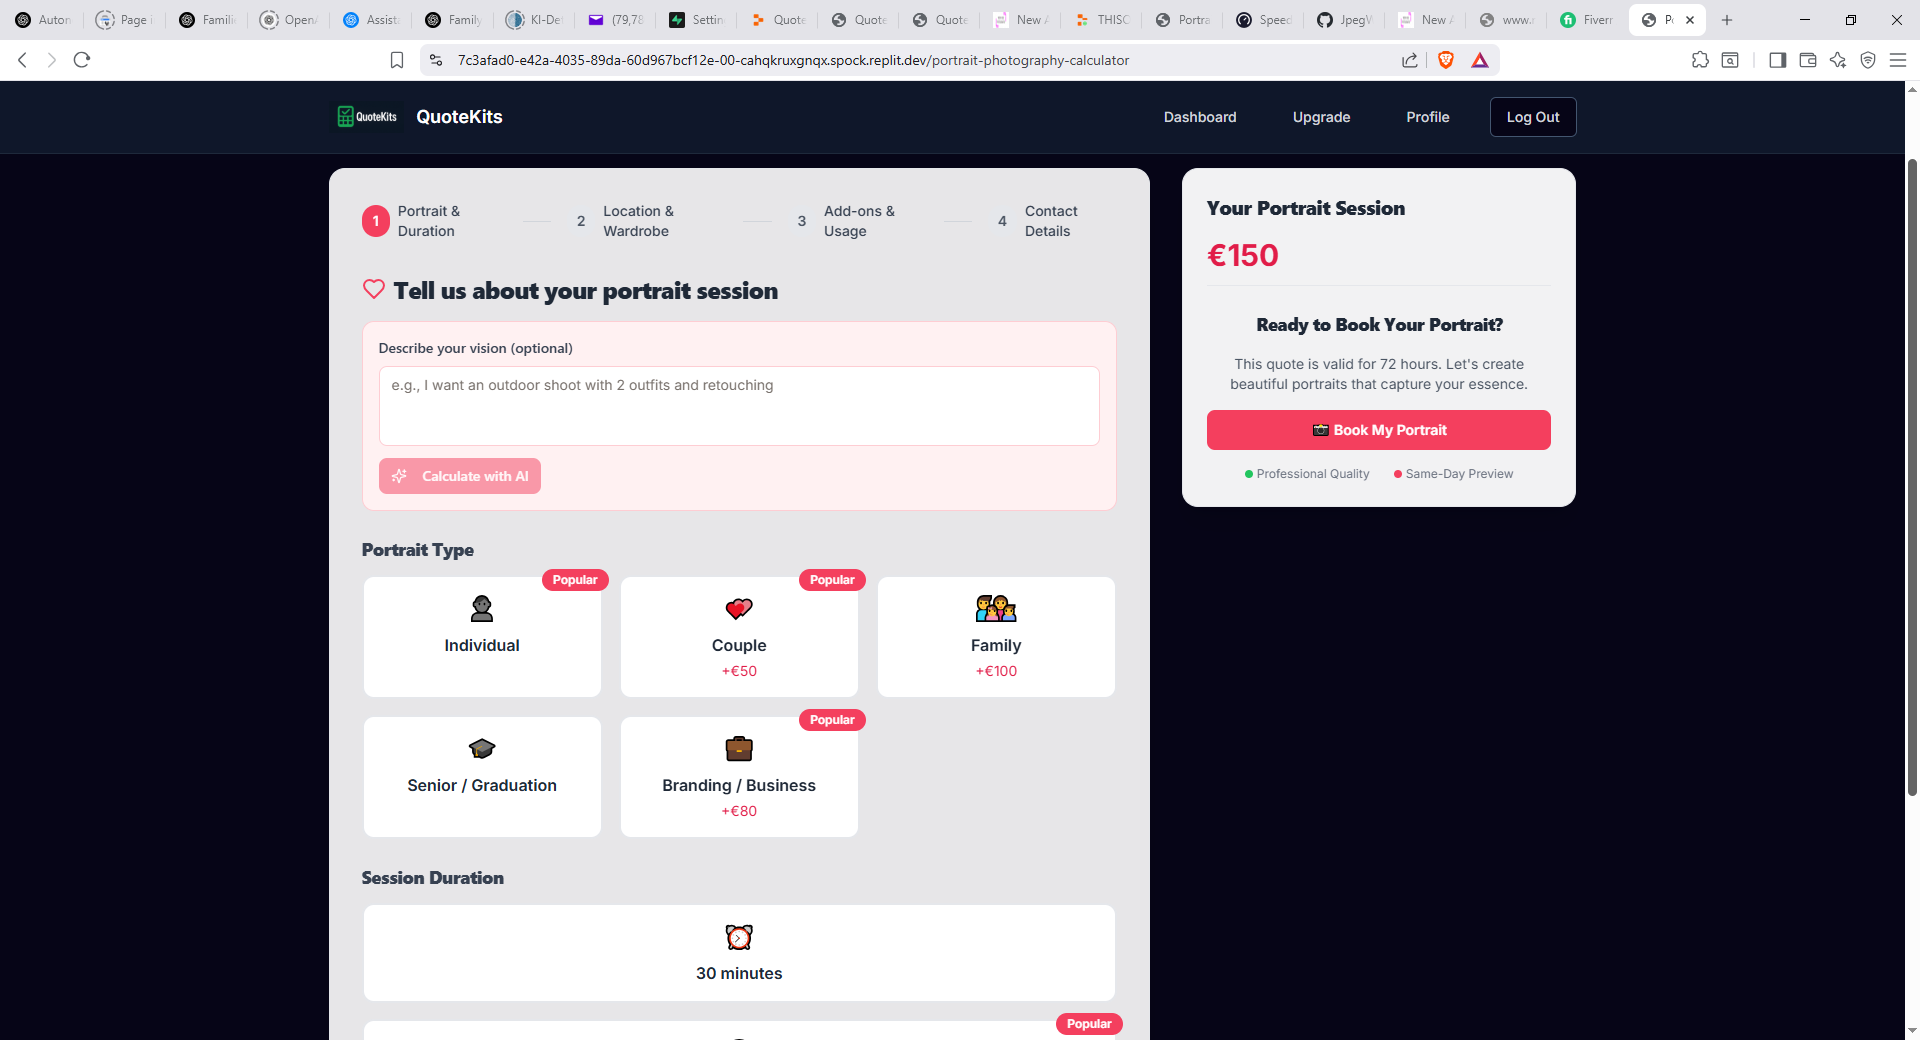 Auton
Page i
Famili
OpenA
Assist
Family
KI-Det
(79,78
Settin
Quote
Quote
Quote
New A
THISC
Portra
Speed
JpegV
New A
www.r
Fiverr
Po
7c3afad0-e42a-4035-89da-60d967bcf12e-00-cahqkruxgnqx.spock.replit.dev/portrait-photography-calculator
QuoteKits
QuoteKits
Dashboard
Upgrade
Profile
Log Out
1
Portrait &
Duration
2
Location &
Wardrobe
3
Add-ons &
Usage
4
Contact
Details
Tell us about your portrait session
Describe your vision (optional)
e.g., I want an outdoor shoot with 2 outfits and retouching
Calculate with AI
Portrait Type
Popular
Individual
Popular
Couple
+€50
Family
+€100
Senior / Graduation
Popular
Branding / Business
+€80
Session Duration
30 minutes
Popular
Your Portrait Session
€150
Ready to Book Your Portrait?
This quote is valid for 72 hours. Let's create
beautiful portraits that capture your essence.
Book My Portrait
Professional Quality
Same-Day Preview